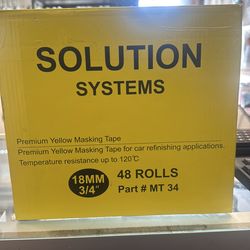 SOLUTION
SYSTEMS
Premium Yellow Masking Tape
Premium Yellow Masking Tape for car refinishing applications.
Temperature resistance up to 120°C
18MM
3/4"
48 ROLLS
Part # MT 34